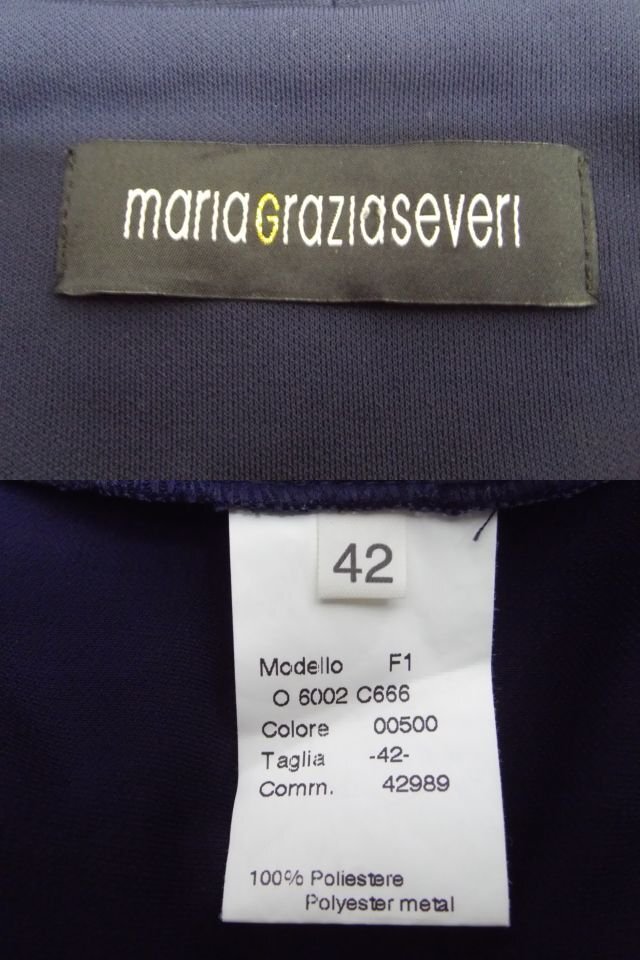 mariaGraziaseveri
42
Modello F1
O 6002 C666
Colore 00500
Taglia -42-
Comm. 42989
100% Poliestere
Polyester metal